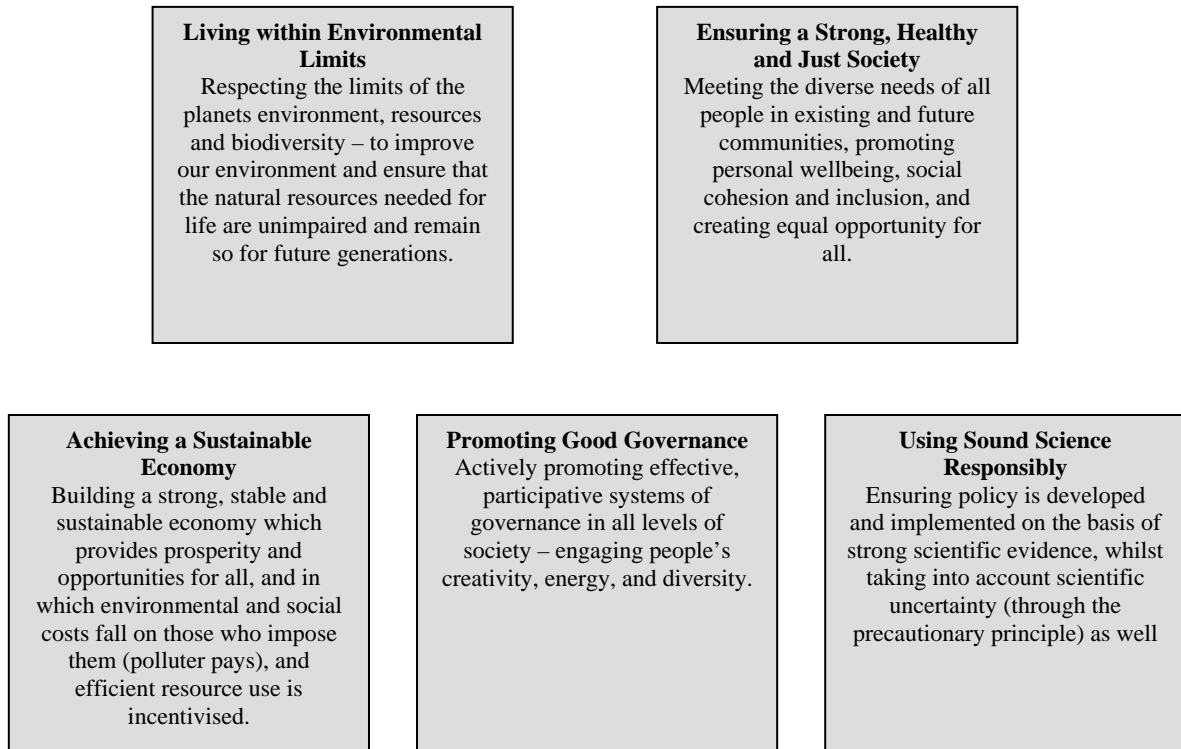 Living within Environmental
Limits
Respecting the limits of the
planets environment, resources
and biodiversity – to improve
our environment and ensure that
the natural resources needed for
life are unimpaired and remain
so for future generations.
Ensuring a Strong, Healthy
and Just Society
Meeting the diverse needs of all
people in existing and future
communities, promoting
personal wellbeing, social
cohesion and inclusion, and
creating equal opportunity for
all.
Achieving a Sustainable
Economy
Building a strong, stable and
sustainable economy which
provides prosperity and
opportunities for all, and in
which environmental and social
costs fall on those who impose
them (polluter pays), and
efficient resource use is
incentivised.
Promoting Good Governance
Actively promoting effective,
participative systems of
governance in all levels of
society – engaging people’s
creativity, energy, and diversity.
Using Sound Science
Responsibly
Ensuring policy is developed
and implemented on the basis of
strong scientific evidence, whilst
taking into account scientific
uncertainty (through the
precautionary principle) as well